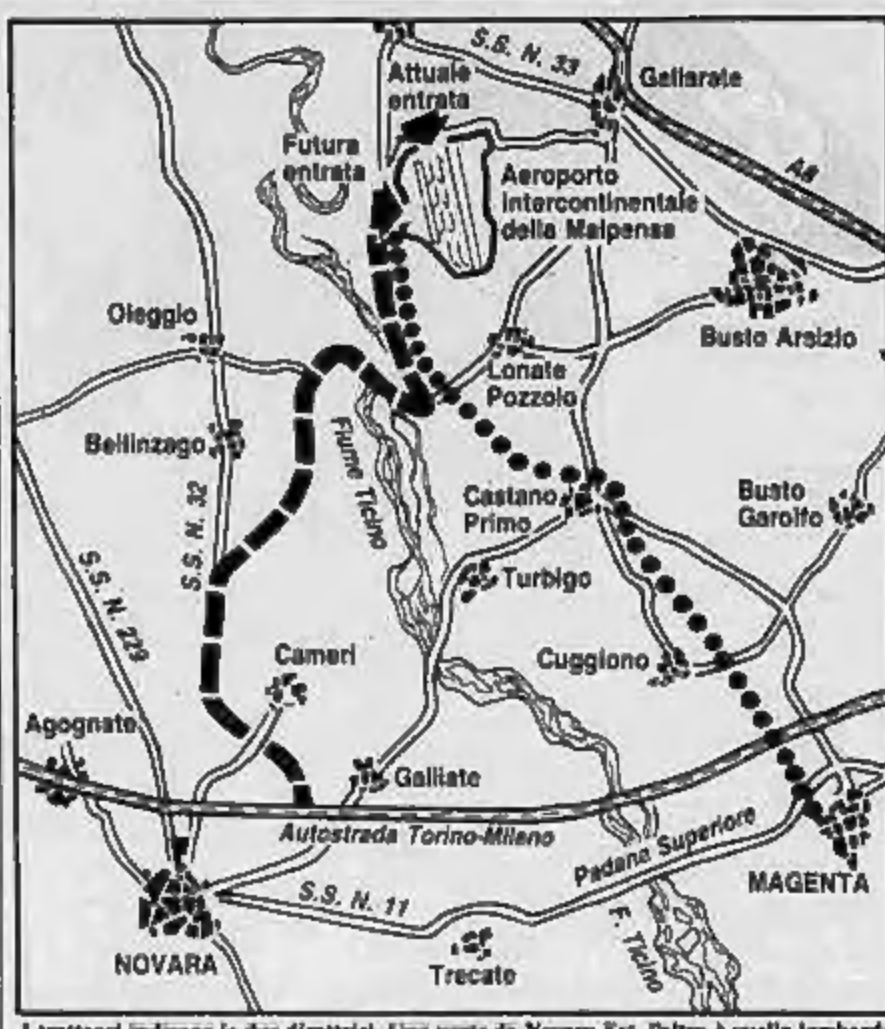 S.S. N. 33
Gallarate
Attuale
entrata
A8
Futura
entrata
Aeroporto
intercontinentale
della Malpensa
Oleggio
Busto Arsizio
Lonate
Pozzolo
Bellinzago
Fiume Ticino
S.S. N. 32
Castano
Primo
Busto
Garolfo
S.S. N. 229
Turbigo
Cameri
Cuggiono
Agognate
Galliate
Autostrada Torino-Milano
Padana Superiore
MAGENTA
S.S. N. 11
F. Ticino
NOVARA
Trecate